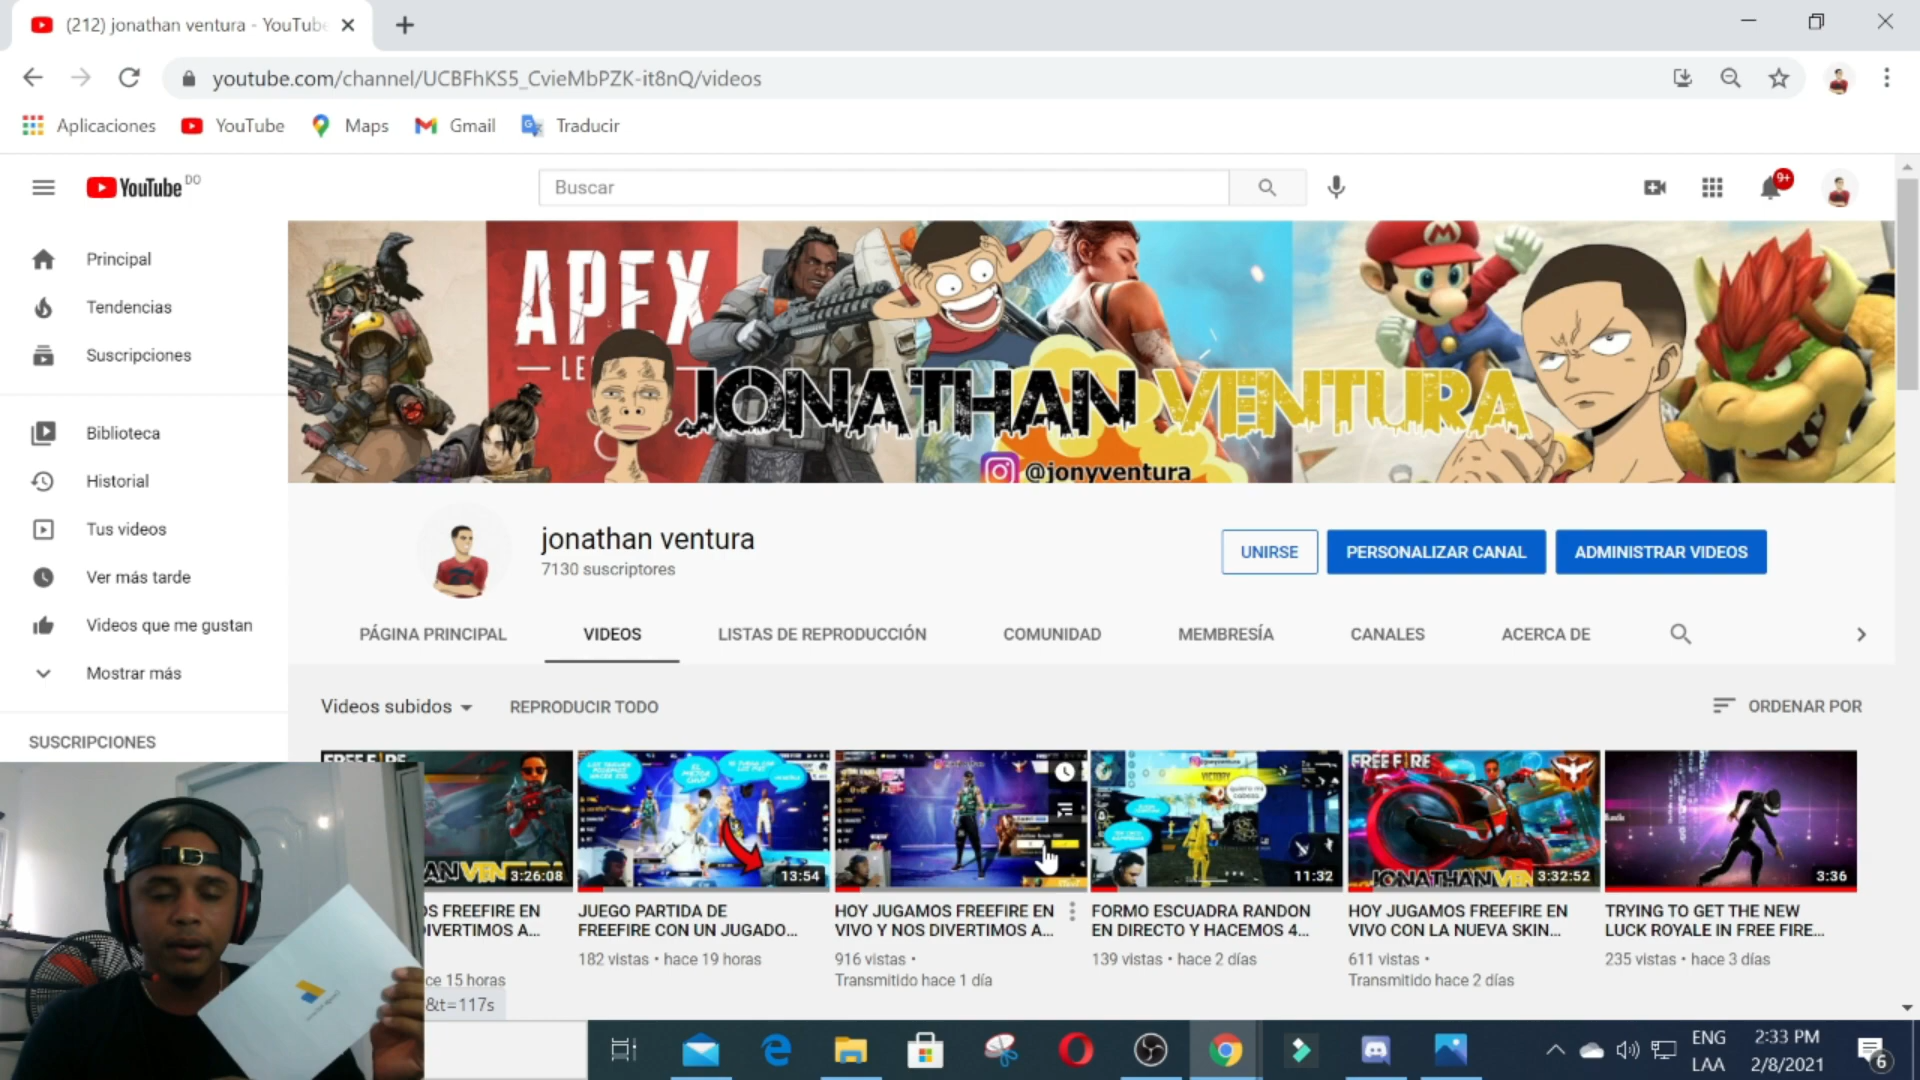 (212) jonathan ventura - YouTube
youtube.com/channel/UCBFhKS5_CvieMbPZK-it8nQ/videos
Aplicaciones YouTube Maps Gmail Traducir
YouTube DO
Buscar
9+
Principal
Tendencias
Suscripciones
Biblioteca
Historial
Tus videos
Ver más tarde
Videos que me gustan
Mostrar más
SUSCRIPCIONES
APEX
LE
JONATHAN VENTURA
@jonyventura
jonathan ventura
7130 suscriptores
UNIRSE PERSONALIZAR CANAL ADMINISTRAR VIDEOS
PÁGINA PRINCIPAL VIDEOS LISTAS DE REPRODUCCIÓN COMUNIDAD MEMBRESÍA CANALES ACERCA DE
Videos subidos REPRODUCIR TODO ORDENAR POR
3:26:08
13:54
VICTORY
11:32
FREE FIRE
JONATHAN VEN
3:32:52
3:36
OS FREEFIRE EN
IVERTIMOS A...
ce 15 horas
&t=117s
JUEGO PARTIDA DE
FREEFIRE CON UN JUGADO...
182 vistas • hace 19 horas
HOY JUGAMOS FREEFIRE EN
VIVO Y NOS DIVERTIMOS A...
916 vistas •
Transmitido hace 1 día
FORMO ESCUADRA RANDON
EN DIRECTO Y HACEMOS 4...
139 vistas • hace 2 días
HOY JUGAMOS FREEFIRE EN
VIVO CON LA NUEVA SKIN...
611 vistas •
Transmitido hace 2 días
TRYING TO GET THE NEW
LUCK ROYALE IN FREE FIRE...
235 vistas • hace 3 días
ENG
LAA
2:33 PM
2/8/2021
6